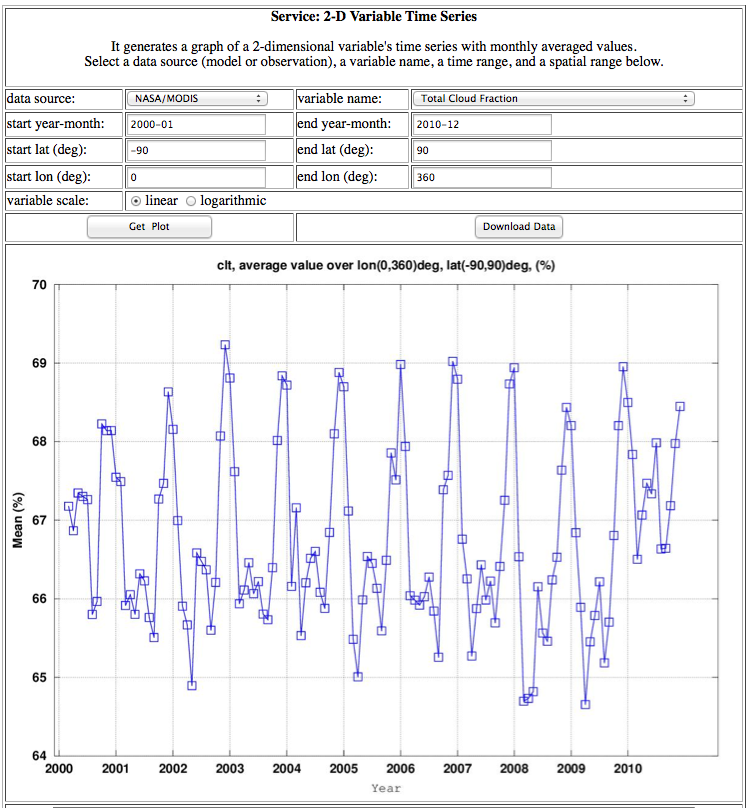 Service: 2-D Variable Time Series
It generates a graph of a 2-dimensional variable's time series with monthly averaged values.
Select a data source (model or observation), a variable name, a time range, and a spatial range below.
data source: NASA/MODIS variable name: Total Cloud Fraction
start year-month: 2000-01 end year-month: 2010-12
start lat (deg): -90 end lat (deg): 90
start lon (deg): 0 end lon (deg): 360
variable scale: linear logarithmic
Get Plot Download Data
clt, average value over lon(0,360)deg, lat(-90,90)deg, (%)
70
69
68
67
66
65
64
Mean (%)
2000 2001 2002 2003 2004 2005 2006 2007 2008 2009 2010
Year